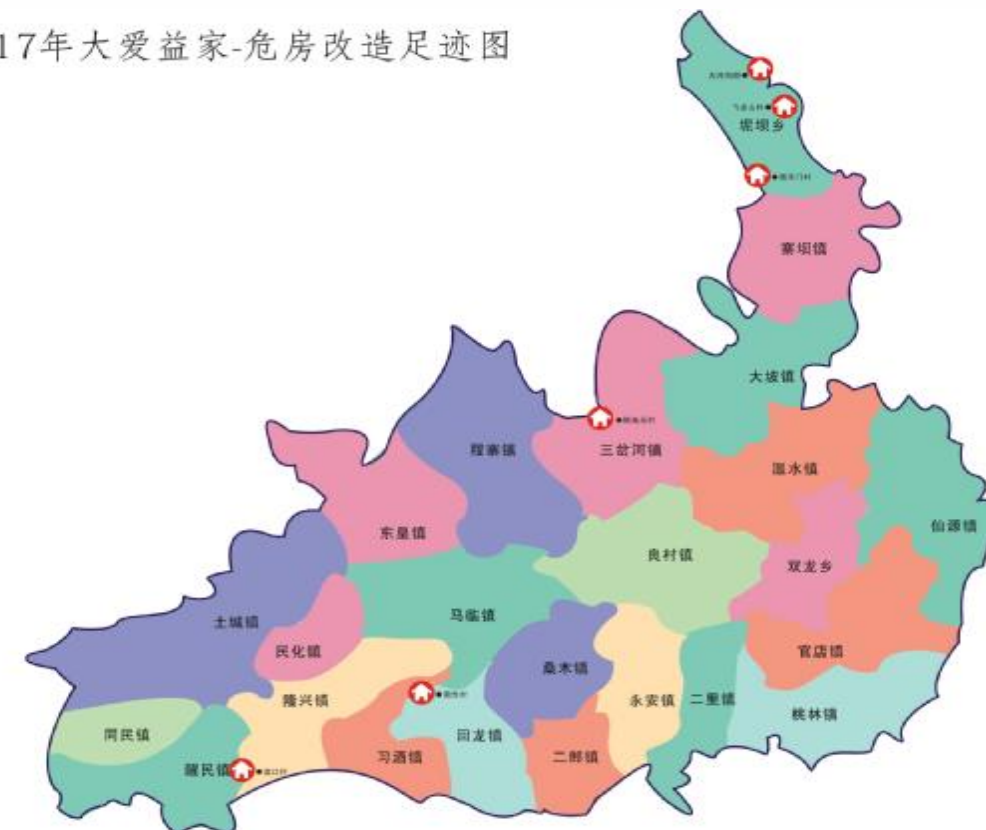 17年大爱益家-危房改造足迹图
坭坝乡
寨坝镇
大坡镇
程寨镇
三岔河镇
温水镇
仙源镇
东皇镇
良村镇
双龙乡
马临镇
土城镇
民化镇
桑木镇
官店镇
隆兴镇
永安镇
二里镇
桃林镇
同民镇
回龙镇
习酒镇
二郎镇
醒民镇